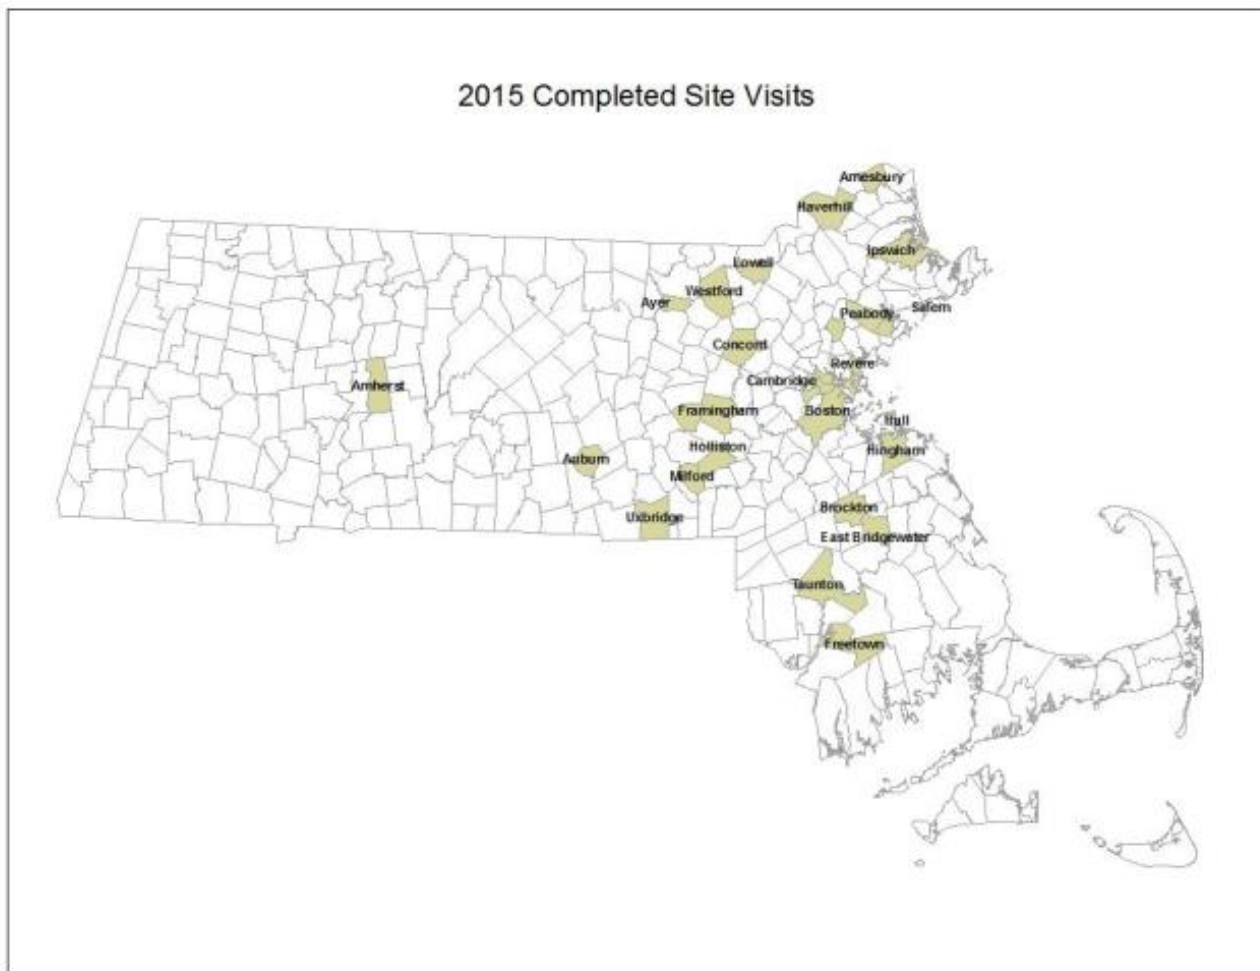 2015 Completed Site Visits
Amesbury
Haverhill
Ipswich
Lowell
Westford
Ayer
Salem
Peabody
Concord
Revere
Cambridge
Amherst
Framingham
Boston
Hull
Holliston
Hingham
Auburn
Milford
Brockton
Uxbridge
East Bridgewater
Taunton
Freetown